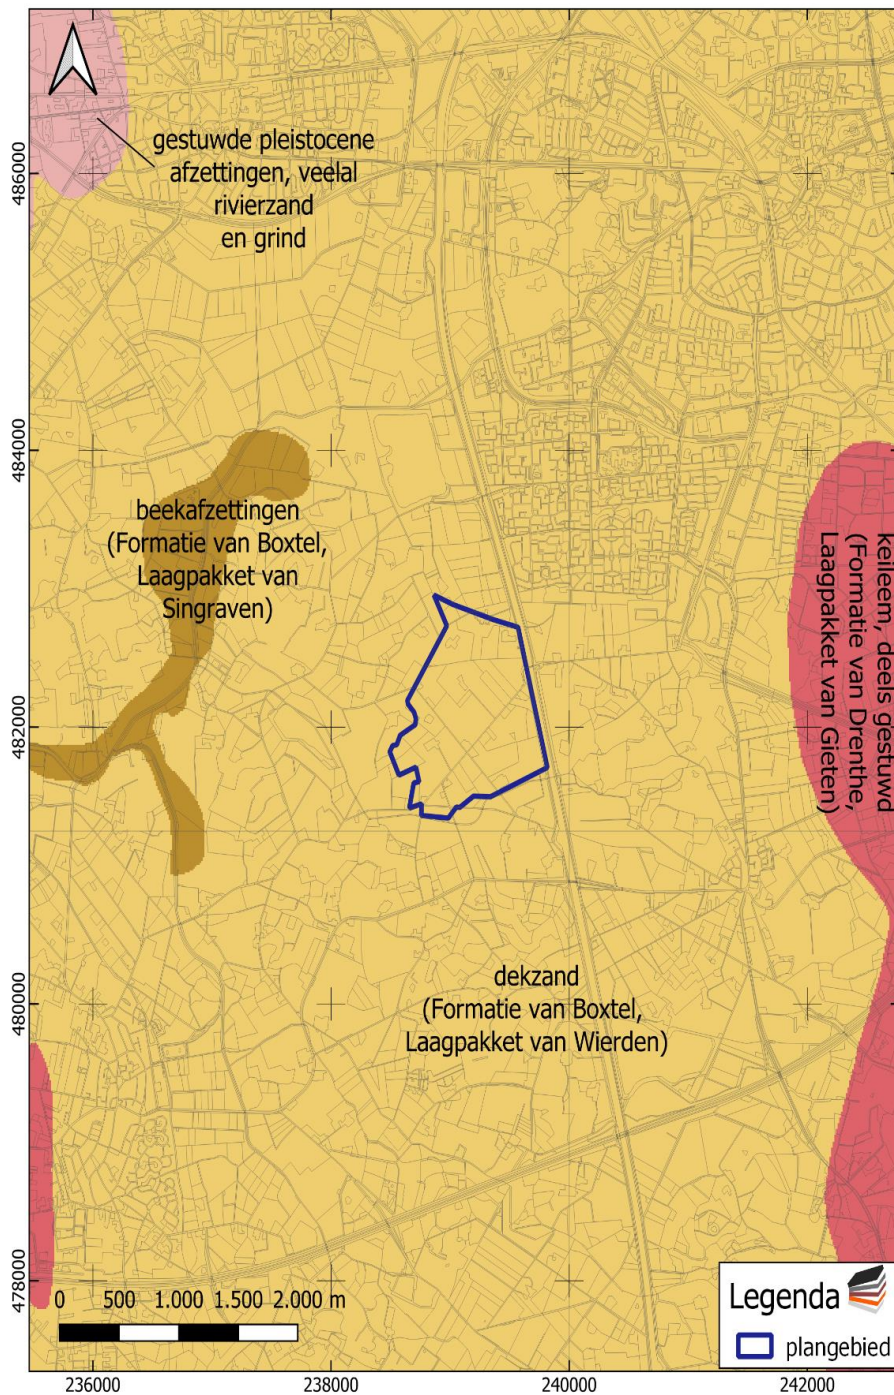 gestuwde pleistocene
afzettingen, veelal
rivierzand
en grind
486000
484000
beekafzettingen
(Formatie van Boxtel,
Laagpakket van
Singraven)
keileem, deels gestuwd
(Formatie van Drenthe,
Laagpakket van Gieten)
482000
dekzand
(Formatie van Boxtel,
Laagpakket van Wierden)
480000
478000
0 500 1.000 1.500 2.000 m
Legenda
plangebied
236000 238000 240000 242000